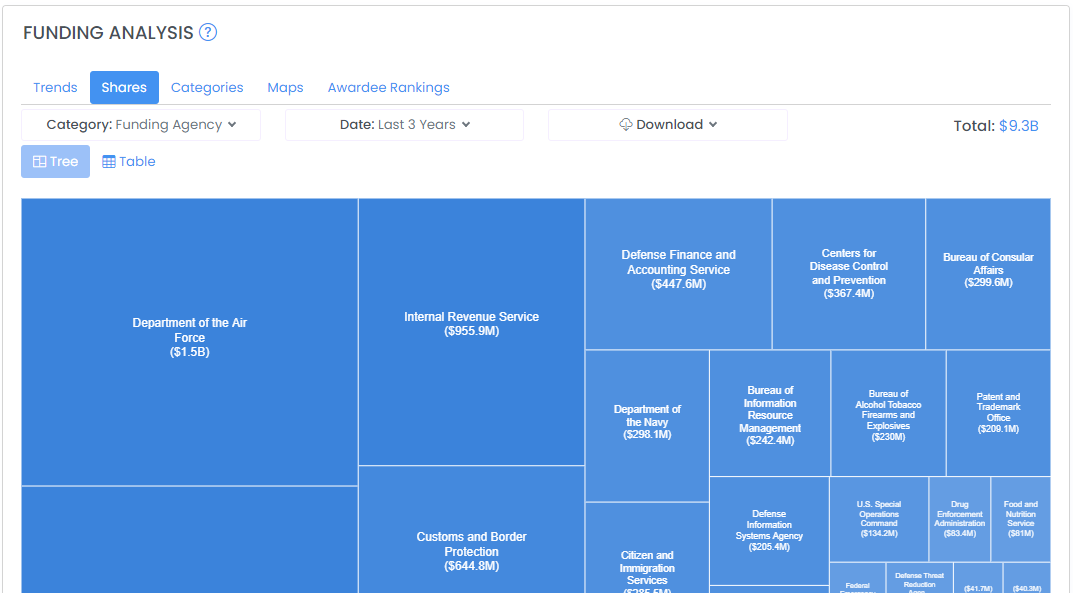 FUNDING ANALYSIS ?
Trends Shares Categories Maps Awardee Rankings
Category: Funding Agency Date: Last 3 Years Download Total: $9.3B
Tree Table
Department of the Air
Force
($1.5B)
Internal Revenue Service
($955.9M)
Customs and Border
Protection
($644.8M)
Defense Finance and
Accounting Service
($447.6M)
Centers for
Disease Control
and Prevention
($367.4M)
Bureau of Consular
Affairs
($299.6M)
Department of
the Navy
($298.1M)
Bureau of
Information
Resource
Management
($242.4M)
Bureau of
Alcohol Tobacco
Firearms and
Explosives
($230M)
Patent and
Trademark
Office
($209.1M)
Citizen and
Immigration
Services
($285.5M)
Defense
Information
Systems Agency
($205.4M)
U.S. Special
Operations
Command
($134.2M)
Drug
Enforcement
Administration
($83.4M)
Food and
Nutrition
Service
($81M)
Federal
Defense Threat
Reduction
($41.7M)
($40.3M)